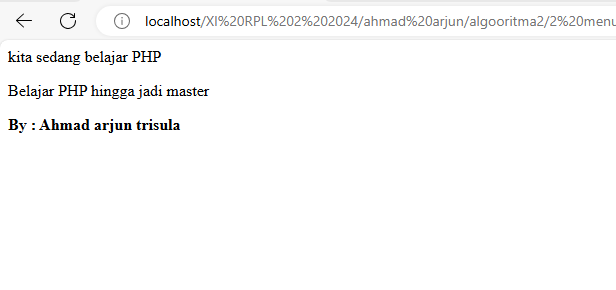 localhost/XI%20RPL%202%202024/ahmad%20arjun/algooritma2/2%20menu
kita sedang belajar PHP
Belajar PHP hingga jadi master
By : Ahmad arjun trisula